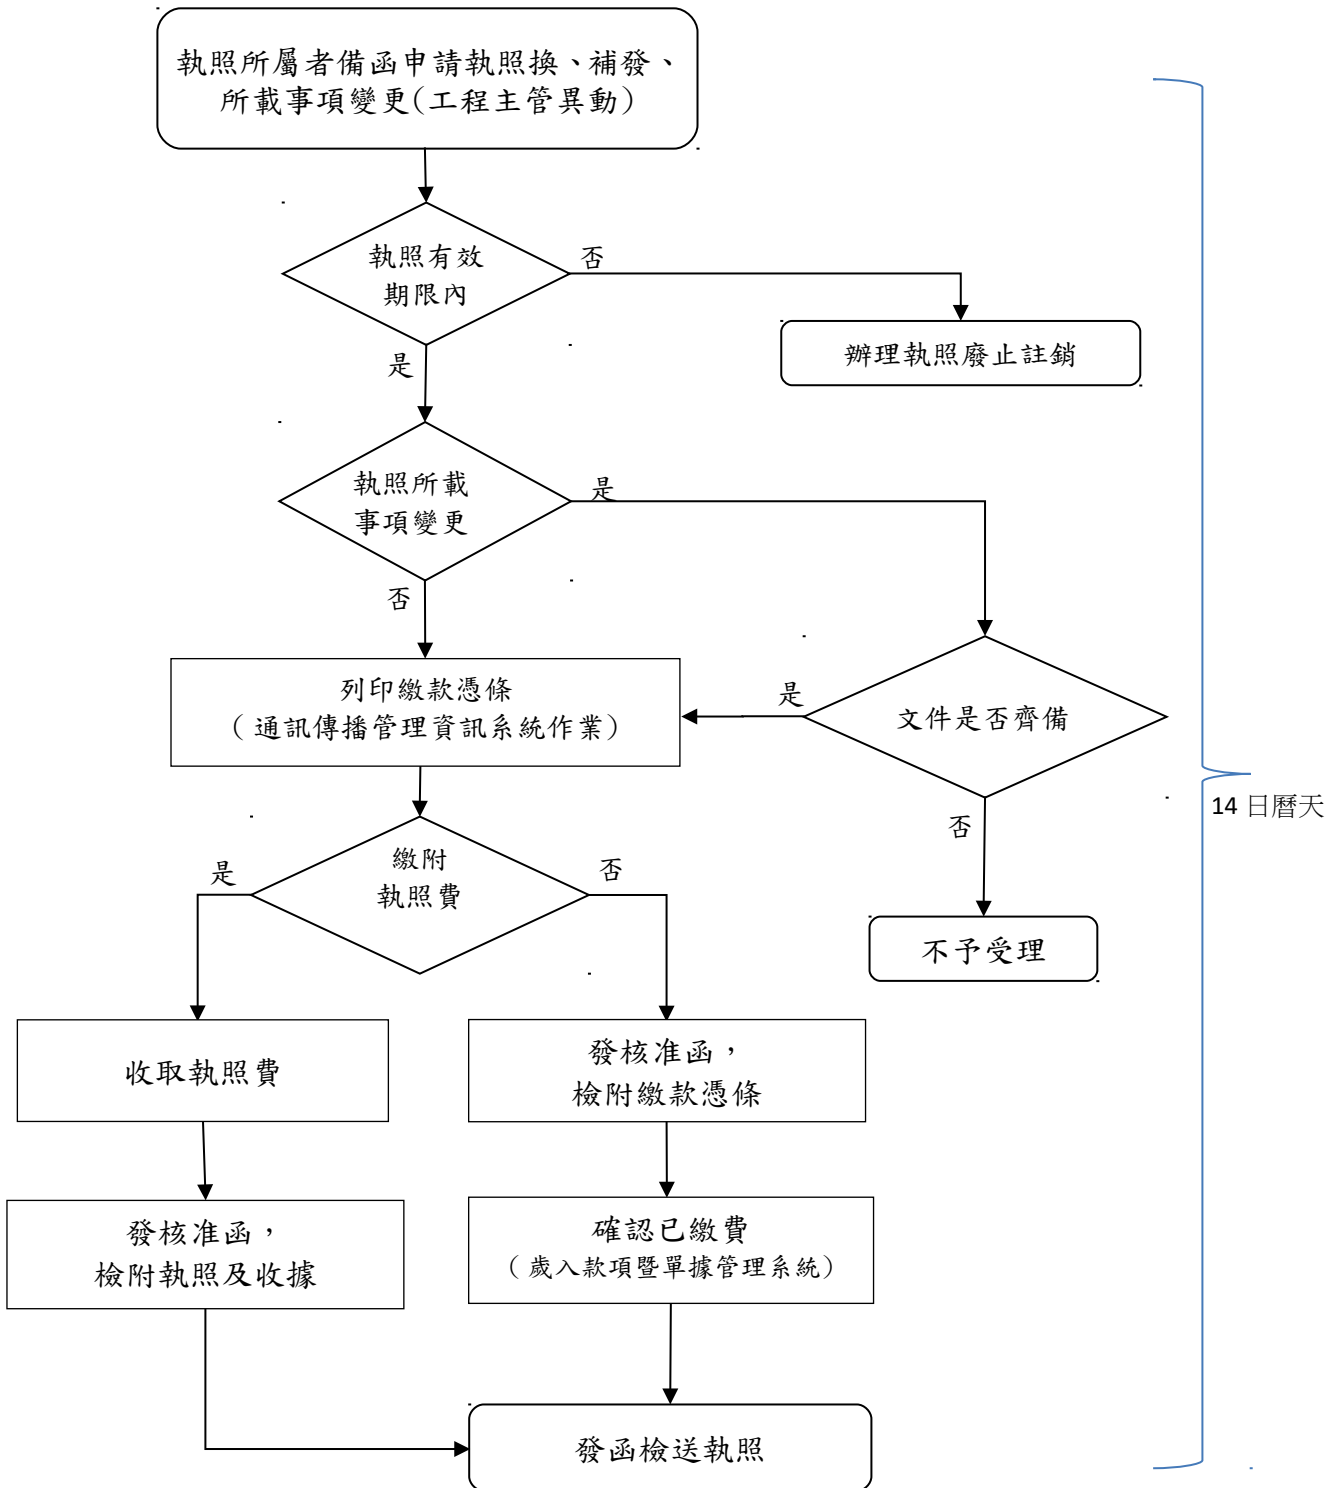 執照所屬者備函申請執照換、補發、
所載事項變更(工程主管異動)
執照有效
期限內
否
辦理執照廢止註銷
是
執照所載
事項變更
是
否
列印繳款憑條
（通訊傳播管理資訊系統作業）
是
文件是否齊備
14 日曆天
否
不予受理
繳附
執照費
是
否
收取執照費
發核准函，
檢附繳款憑條
發核准函，
檢附執照及收據
確認已繳費
（歲入款項暨單據管理系統）
發函檢送執照